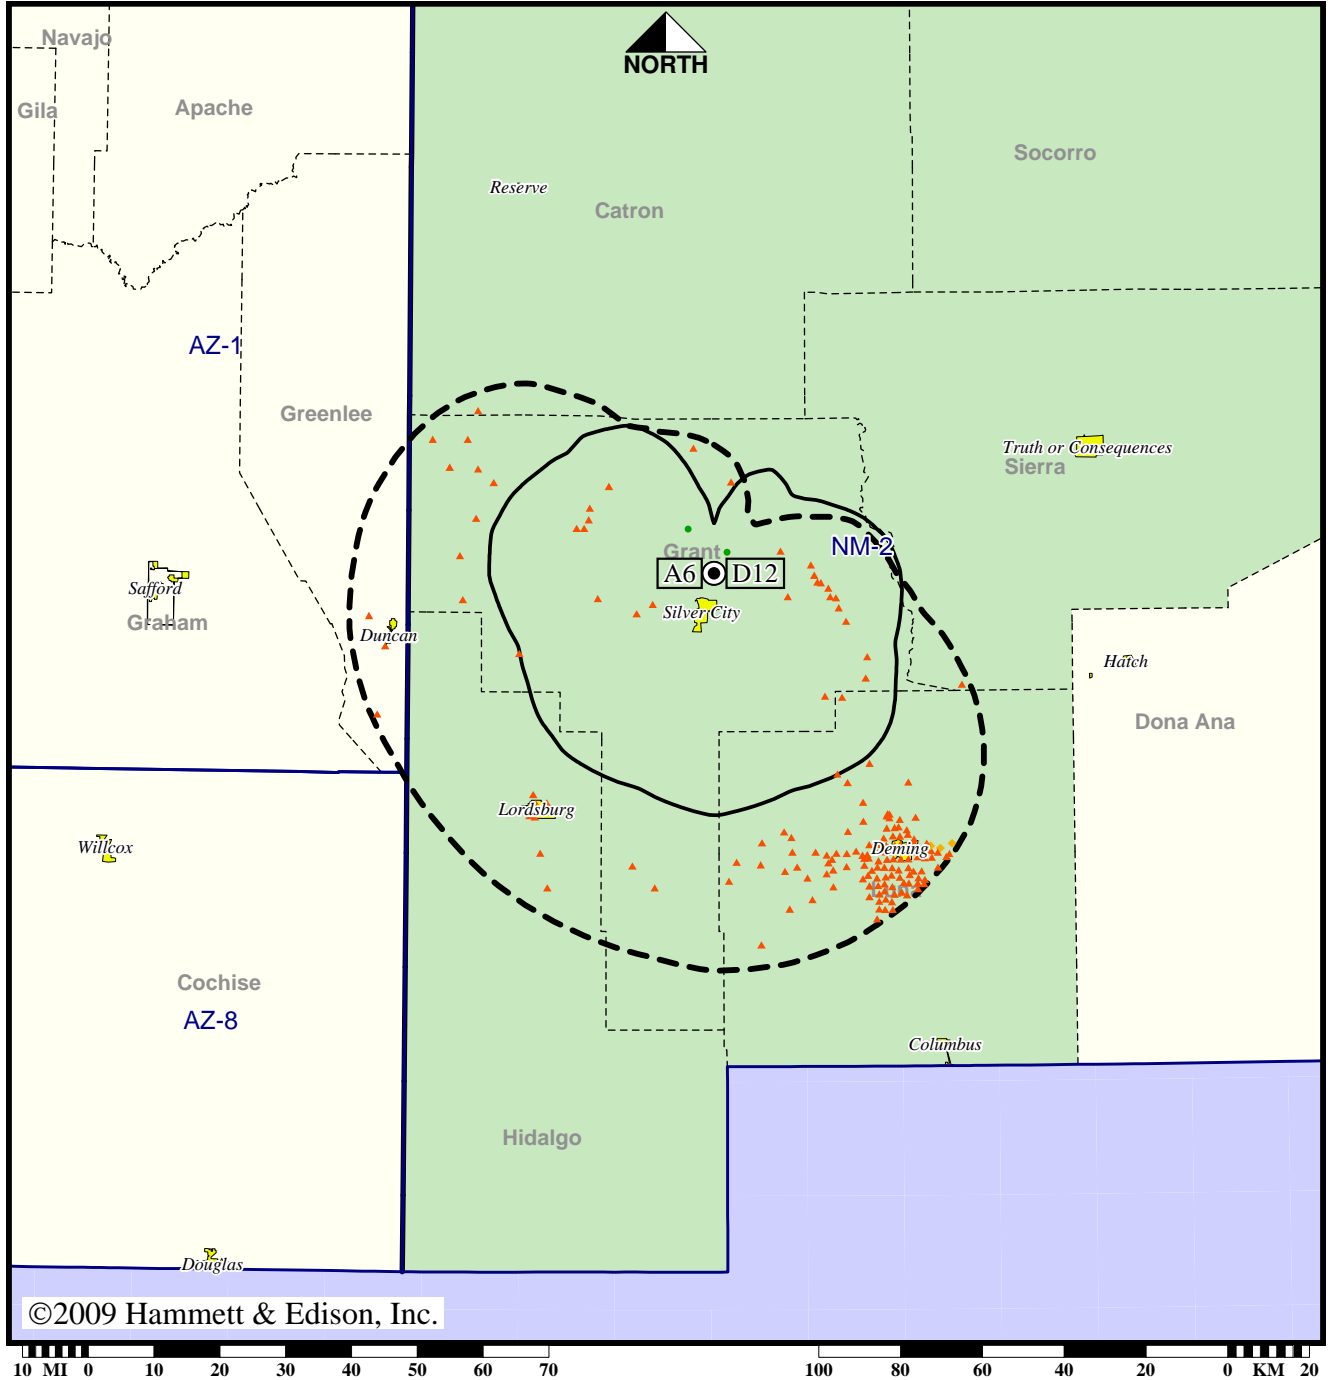 Navajo
NORTH
Gila
Apache
Socorro
Reserve
Catron
AZ-1
Greenlee
Truth or Consequences
Sierra
NM-2
Grant
A6
D12
Safford
Silver City
Graham
Duncan
Hatch
Dona Ana
Lordsburg
Willcox
Deming
Cochise
AZ-8
Columbus
Hidalgo
Douglas
©2009 Hammett & Edison, Inc.
10 MI 0 10 20 30 40 50 60 70 100 80 60 40 20 0 KM 20